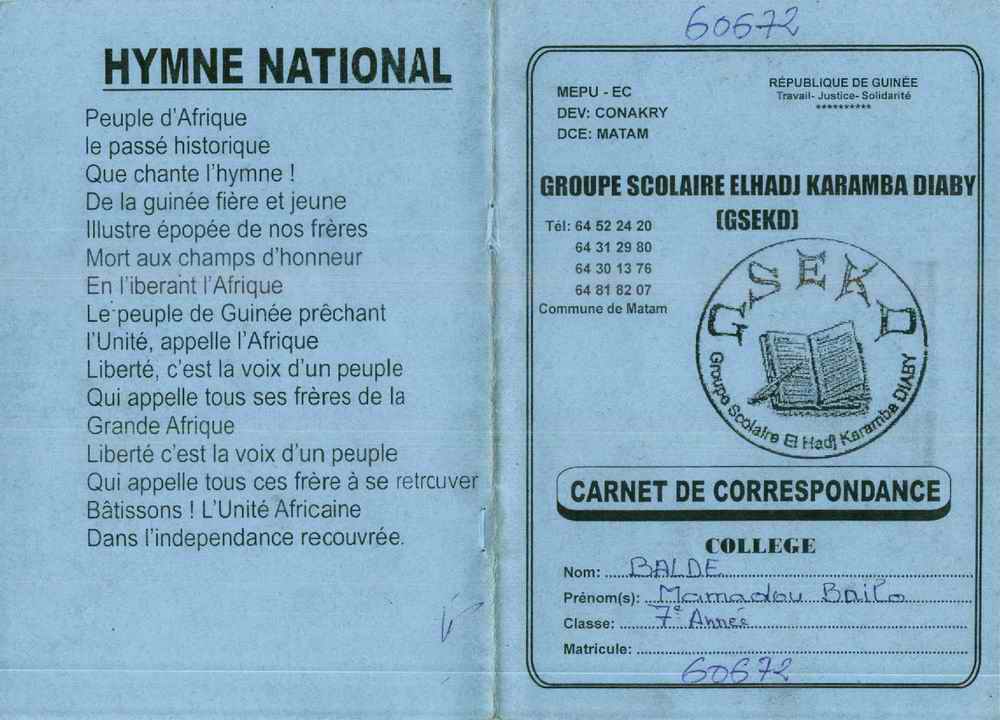 HYMNE NATIONAL
Peuple d'Afrique
le passé historique
Que chante l'hymne !
De la guinée fière et jeune
Illustre épopée de nos frères
Mort aux champs d'honneur
En l'iberant l'Afrique
Le peuple de Guinée prêchant
l'Unité, appelle l'Afrique
Liberté, c'est la voix d'un peuple
Qui appelle tous ses frères de la
Grande Afrique
Liberté c'est la voix d'un peuple
Qui appelle tous ces frère à se retrouver
Bâtissons ! L'Unité Africaine
Dans l'independance recouvrée.
60672
MEPU - EC
DEV: CONAKRY
DCE: MATAM
RÉPUBLIQUE DE GUINÉE
Travail- Justice- Solidarité
**********
GROUPE SCOLAIRE ELHADJ KARAMBA DIABY
(GSEKD)
Tél: 64 52 24 20
64 31 29 80
64 30 13 76
64 81 82 07
Commune de Matam
GSEKD
Groupe Scolaire El Hadj Karamba DIABY
CARNET DE CORRESPONDANCE
COLLEGE
Nom: BALDE
Prénom(s): Mamadou Bailo
Classe: 7e Année
Matricule:
60672